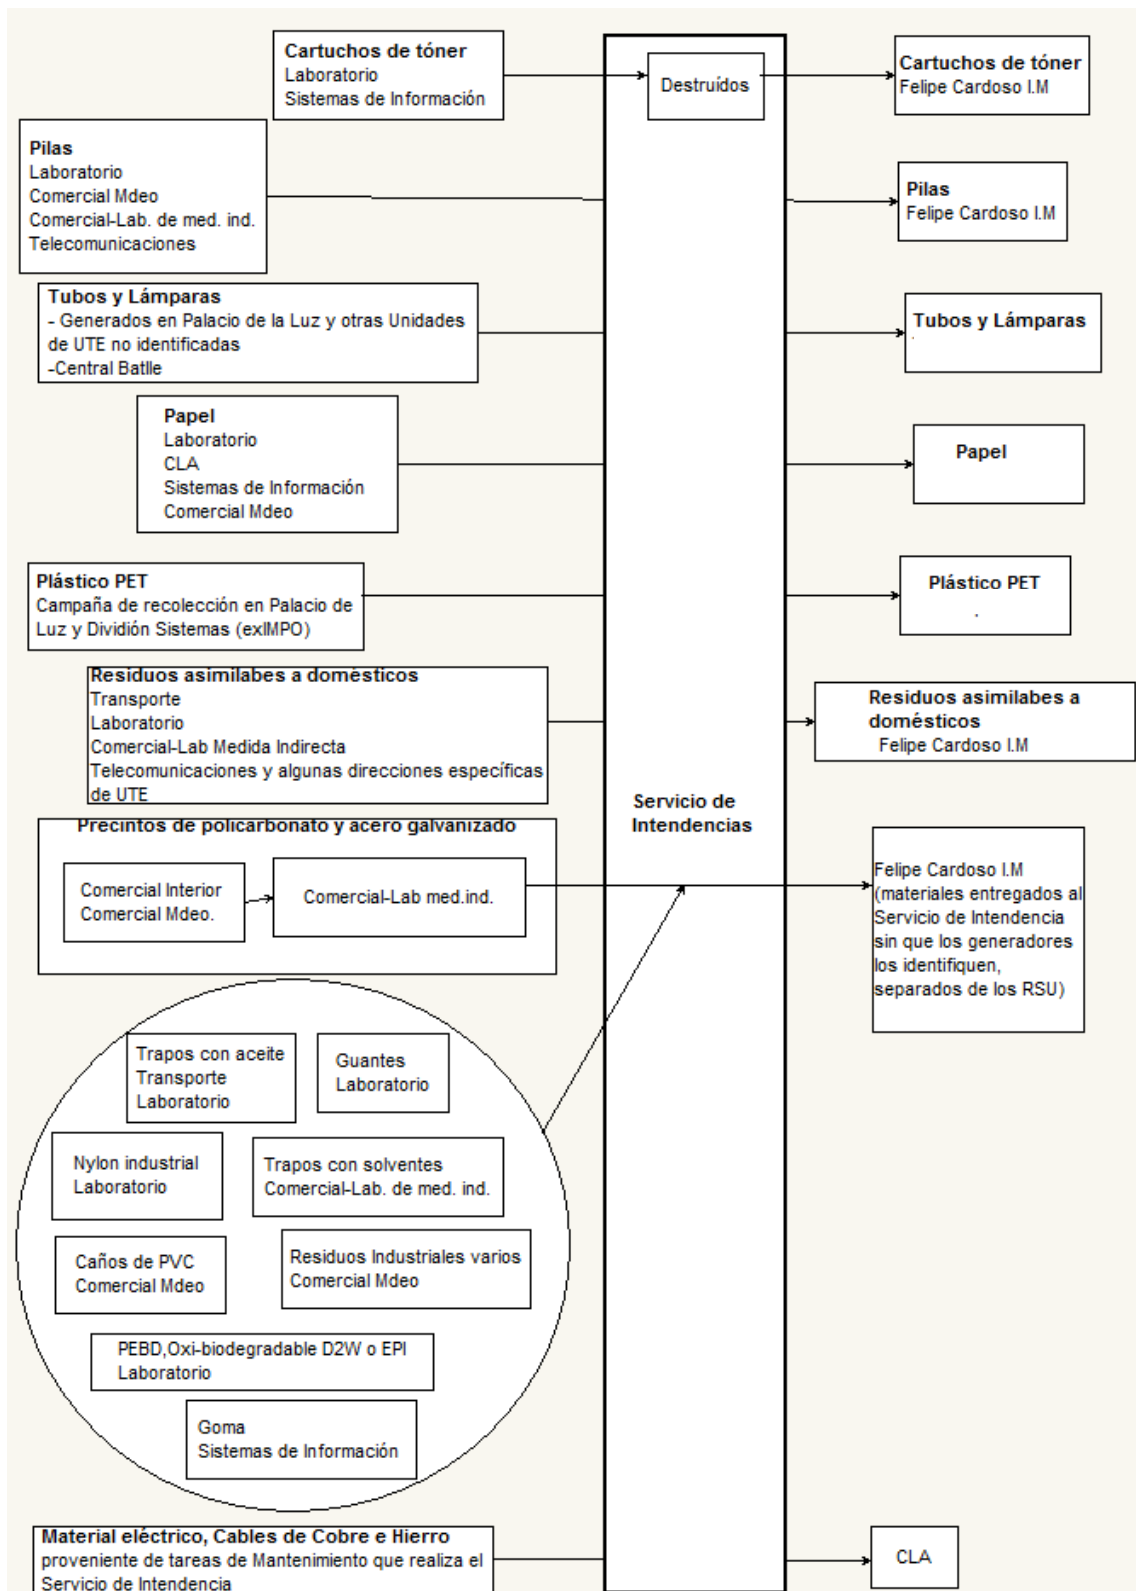 Cartuchos de tóner
Laboratorio
Sistemas de Información
Destruídos
Cartuchos de tóner
Felipe Cardoso I.M
Pilas
Laboratorio
Comercial Mdeo
Comercial-Lab. de med. ind.
Telecomunicaciones
Pilas
Felipe Cardoso I.M
Tubos y Lámparas
- Generados en Palacio de la Luz y otras Unidades
de UTE no identificadas
-Central Batlle
Tubos y Lámparas
Papel
Laboratorio
CLA
Sistemas de Información
Comercial Mdeo
Papel
Plástico PET
Campaña de recolección en Palacio de
Luz y Dividión Sistemas (exIMPO)
Plástico PET
.
Residuos asimilabes a domésticos
Transporte
Laboratorio
Comercial-Lab Medida Indirecta
Telecomunicaciones y algunas direcciones específicas
de UTE
Residuos asimilabes a
domésticos
Felipe Cardoso I.M
Servicio de
Intendencias
Precintos de policarbonato y acero galvanizado
Comercial Interior
Comercial Mdeo.
Comercial-Lab med.ind.
Felipe Cardoso I.M
(materiales entregados al
Servicio de Intendencia
sin que los generadores
los identifiquen,
separados de los RSU)
Trapos con aceite
Transporte
Laboratorio
Guantes
Laboratorio
Nylon industrial
Laboratorio
Trapos con solventes
Comercial-Lab. de med. ind.
Caños de PVC
Comercial Mdeo
Residuos Industriales varios
Comercial Mdeo
PEBD,Oxi-biodegradable D2W o EPI
Laboratorio
Goma
Sistemas de Información
Material eléctrico, Cables de Cobre e Hierro
proveniente de tareas de Mantenimiento que realiza el
Servicio de Intendencia
CLA